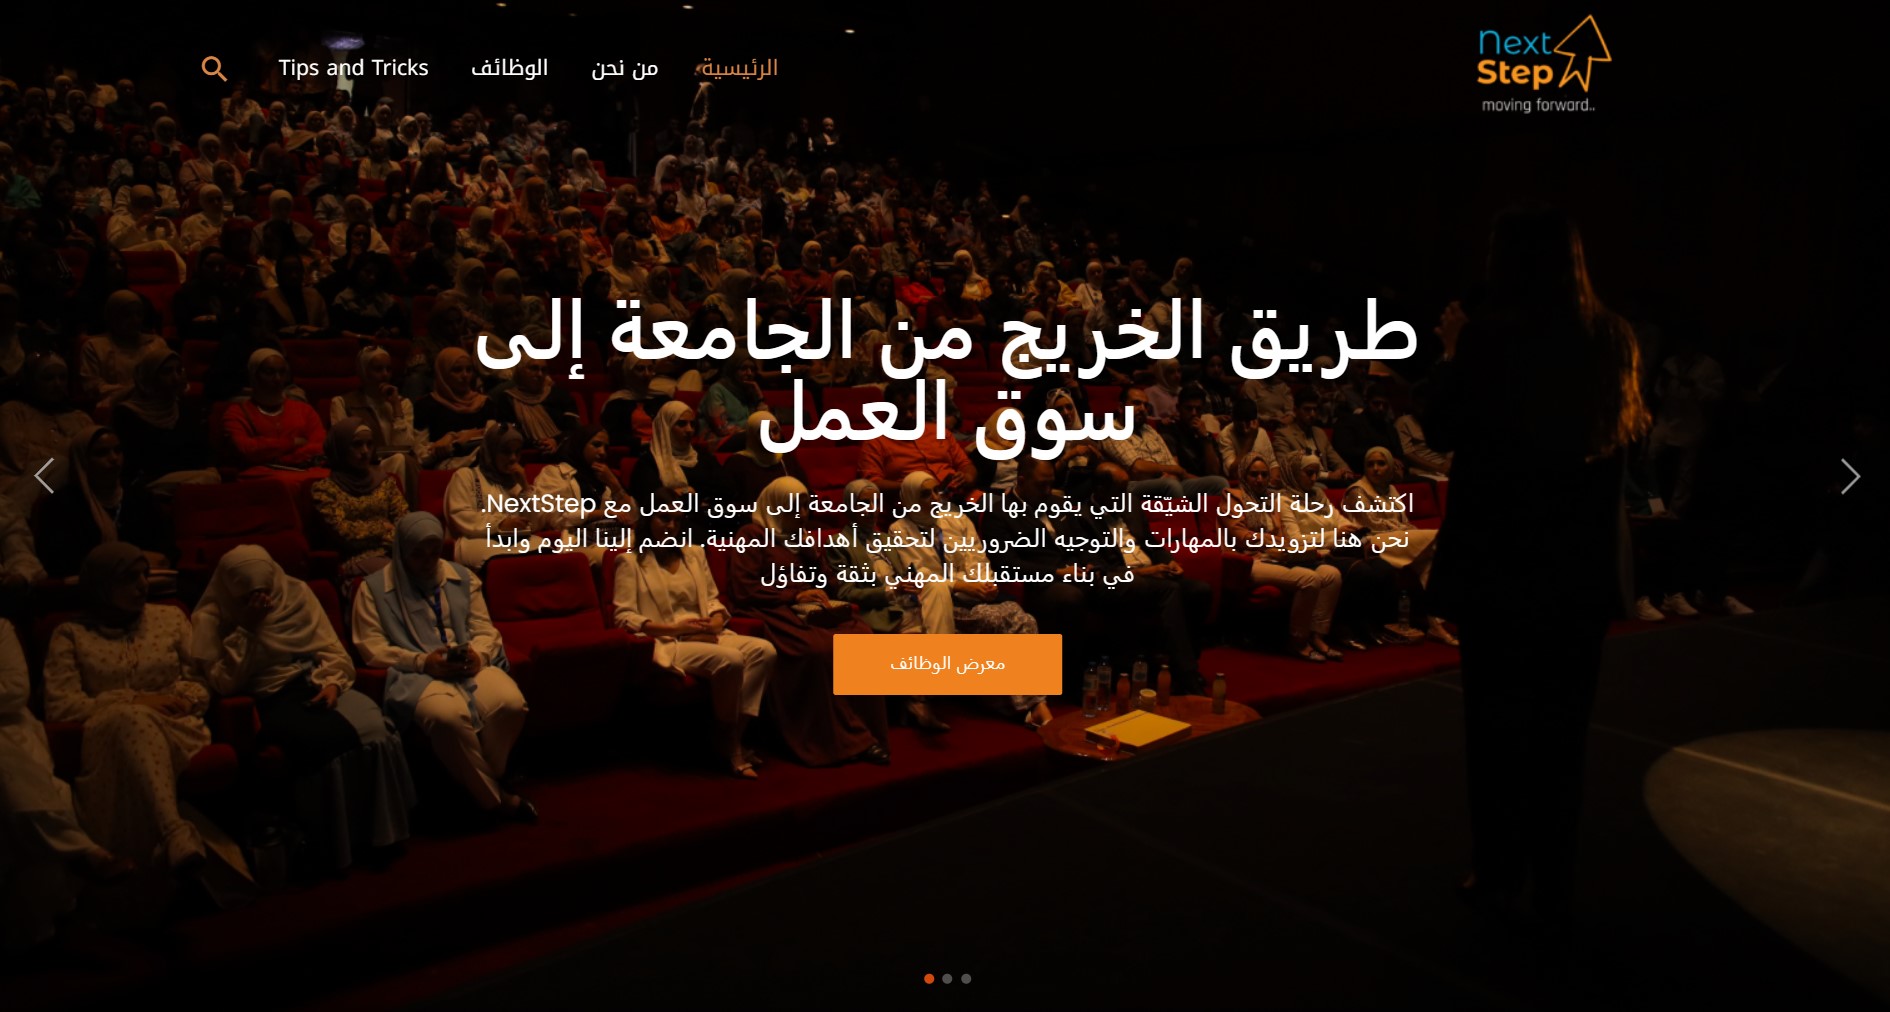 Next
Step
moving forward..
الرئيسية
من نحن
الوظائف
Tips and Tricks
طريق الخريج من الجامعة إلى
سوق العمل
اكتشف رحلة التحول الشيّقة التي يقوم بها الخريج من الجامعة إلى سوق العمل مع NextStep.
نحن هنا لتزويدك بالمهارات والتوجيه الضروريين لتحقيق أهدافك المهنية. انضم إلينا اليوم وابدأ
في بناء مستقبلك المهني بثقة وتفاؤل
معرض الوظائف